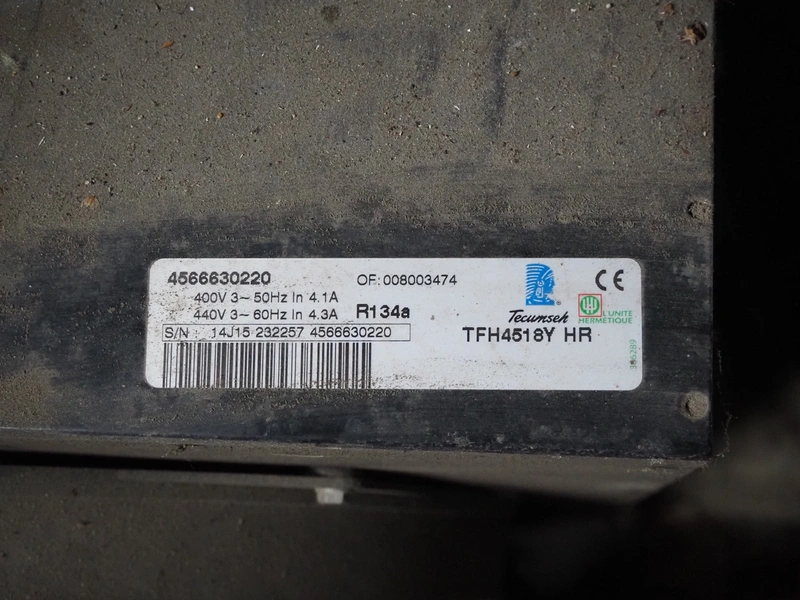 4566630220
OF: 008003474
CE
400V 3~ 50Hz In 4.1A
440V 3~ 60Hz In 4.3A
R134a
Tecumseh
L'UNITE
HERMETIQUE
S/N : 14J15 232257 4566630220
TFH4518Y HR